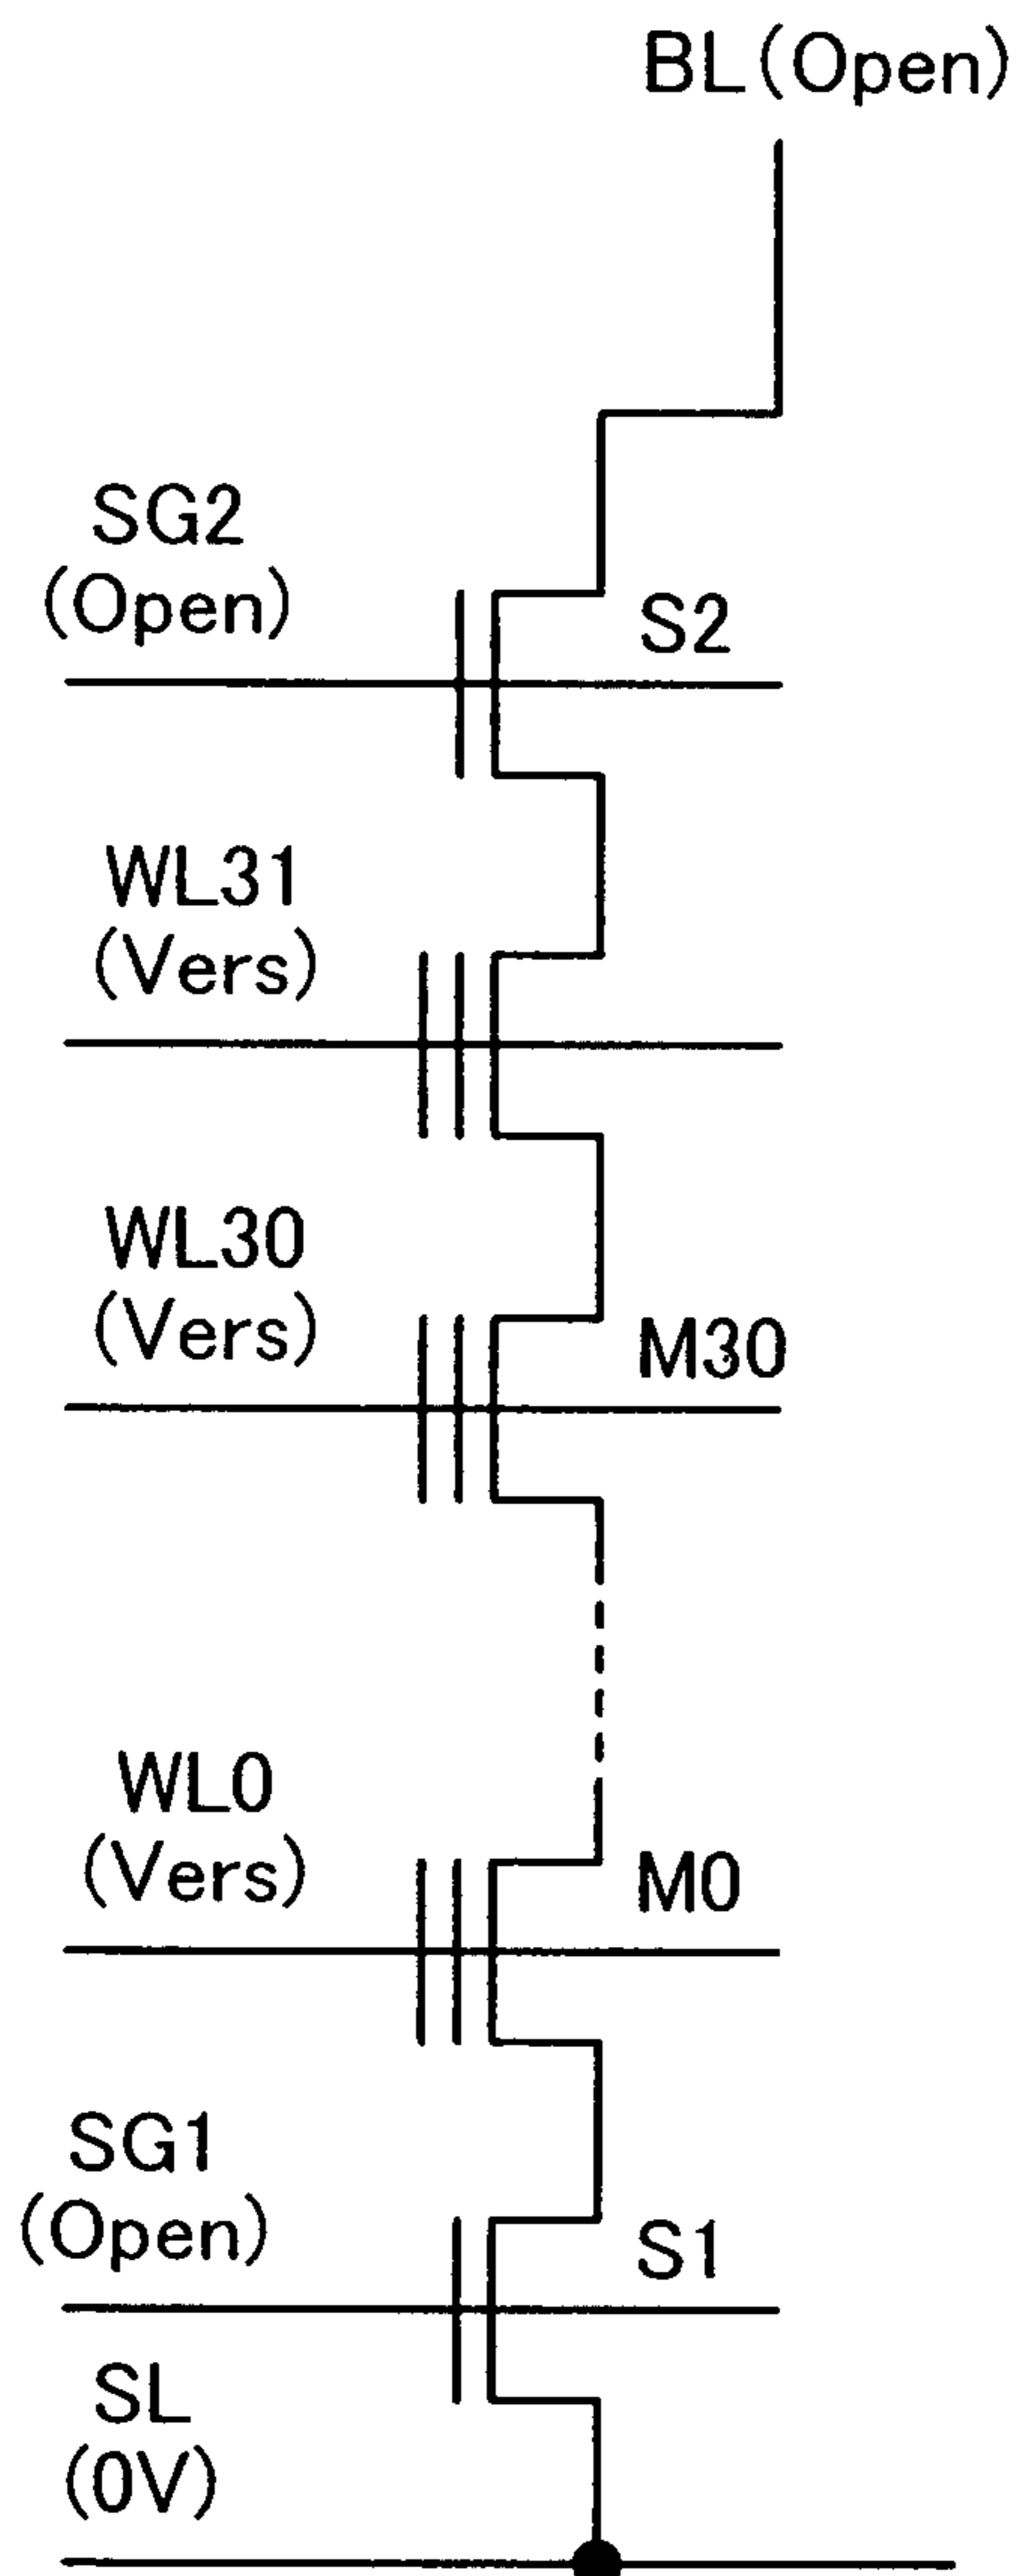 BL(Open)
SG2
(Open)
S2
WL31
(Vers)
WL30
(Vers)
M30
WL0
(Vers)
M0
SG1
(Open)
S1
SL
(0V)